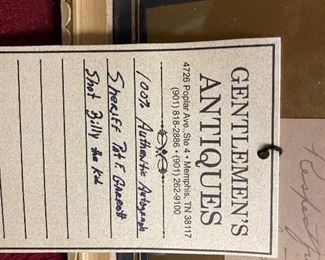 GENTLEMEN'S
ANTIQUES
4726 Poplar Ave., Ste 4 • Memphis, TN 38117
(901) 818-2886 • (901) 262-9100
100% Authentic Autograph
Sheriff Pat F. Garrett
Shot Billy the Kid